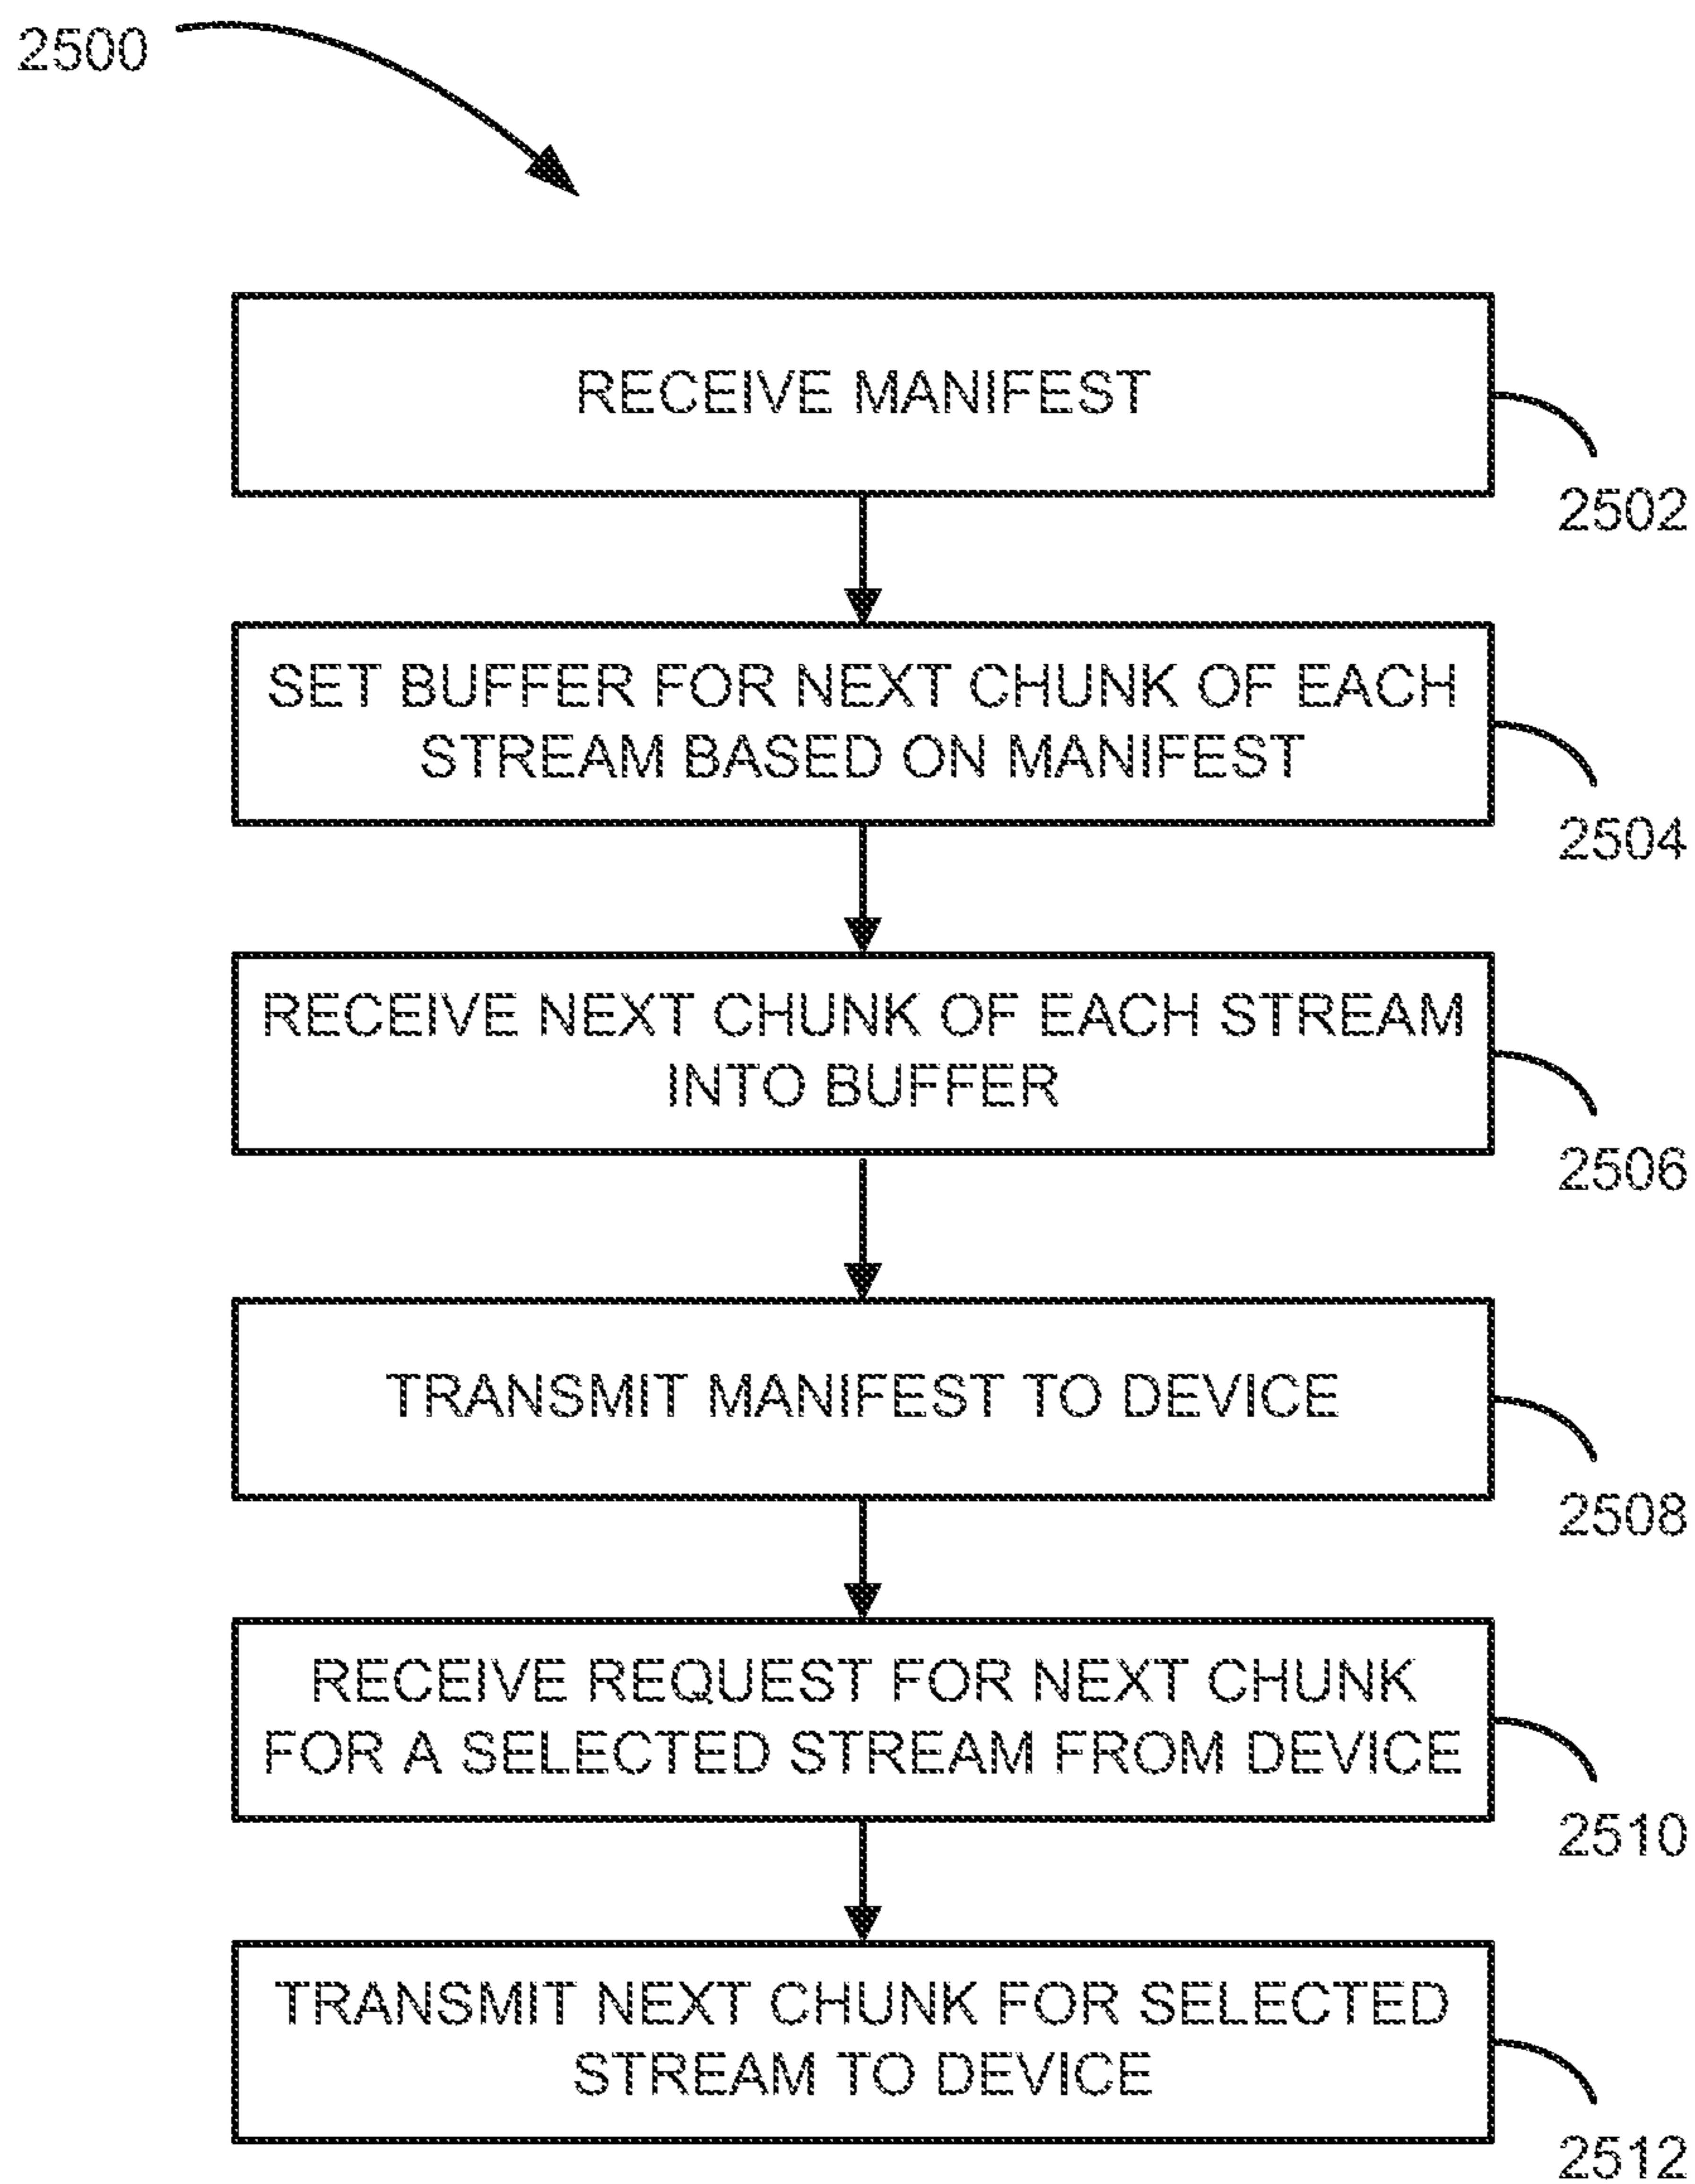 2500
RECEIVE MANIFEST
2502
SET BUFFER FOR NEXT CHUNK OF EACH
STREAM BASED ON MANIFEST
2504
RECEIVE NEXT CHUNK OF EACH STREAM
INTO BUFFER
2506
TRANSMIT MANIFEST TO DEVICE
2508
RECEIVE REQUEST FOR NEXT CHUNK
FOR A SELECTED STREAM FROM DEVICE
2510
TRANSMIT NEXT CHUNK FOR SELECTED
STREAM TO DEVICE
2512